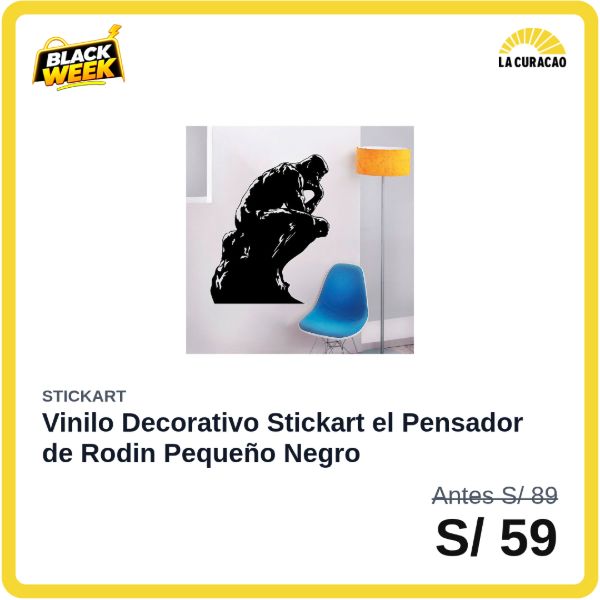 BLACK
WEEK
LA CURACAO
STICKART
Vinilo Decorativo Stickart el Pensador
de Rodin Pequeño Negro
Antes S/ 89
S/ 59